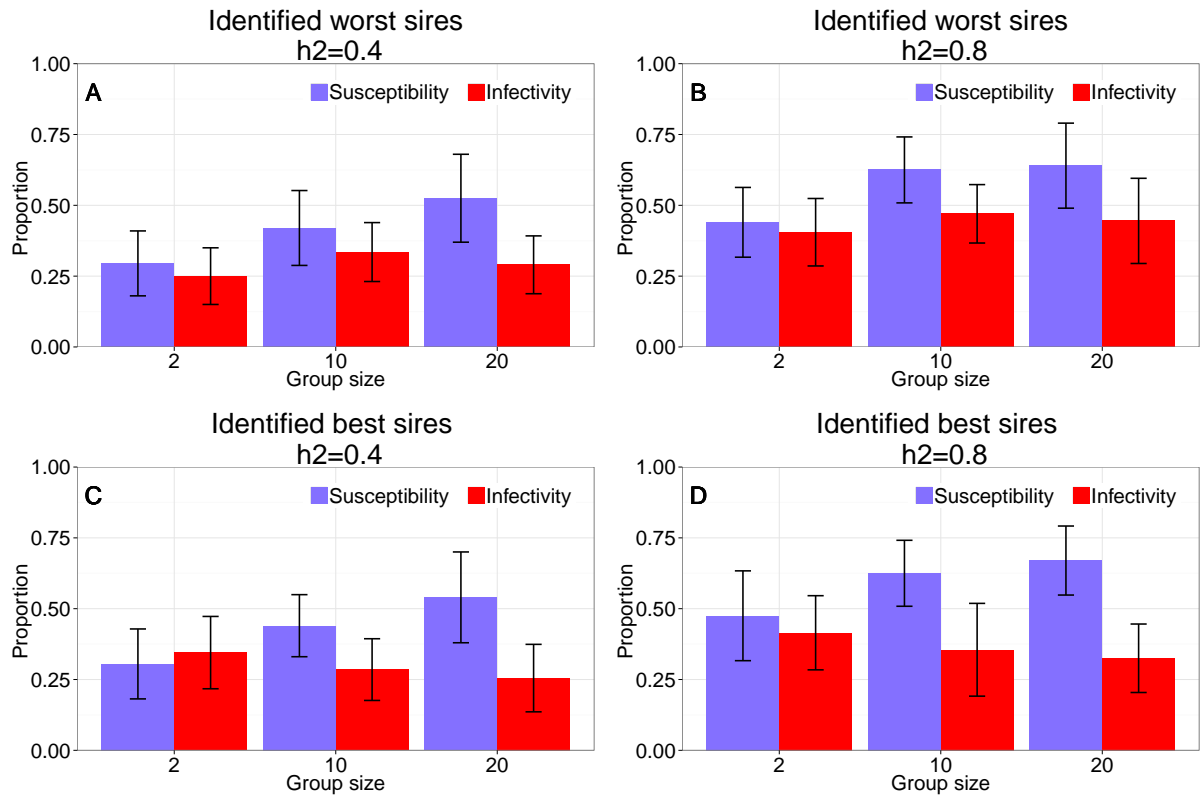 Identified worst sires
h2=0.4
A
Susceptibility Infectivity
1.00
0.75
0.50
0.25
0.00
Proportion
2 10 20
Group size
Identified worst sires
h2=0.8
B
Susceptibility Infectivity
1.00
0.75
0.50
0.25
0.00
Proportion
2 10 20
Group size
Identified best sires
h2=0.4
C
Susceptibility Infectivity
1.00
0.75
0.50
0.25
0.00
Proportion
2 10 20
Group size
Identified best sires
h2=0.8
D
Susceptibility Infectivity
1.00
0.75
0.50
0.25
0.00
Proportion
2 10 20
Group size